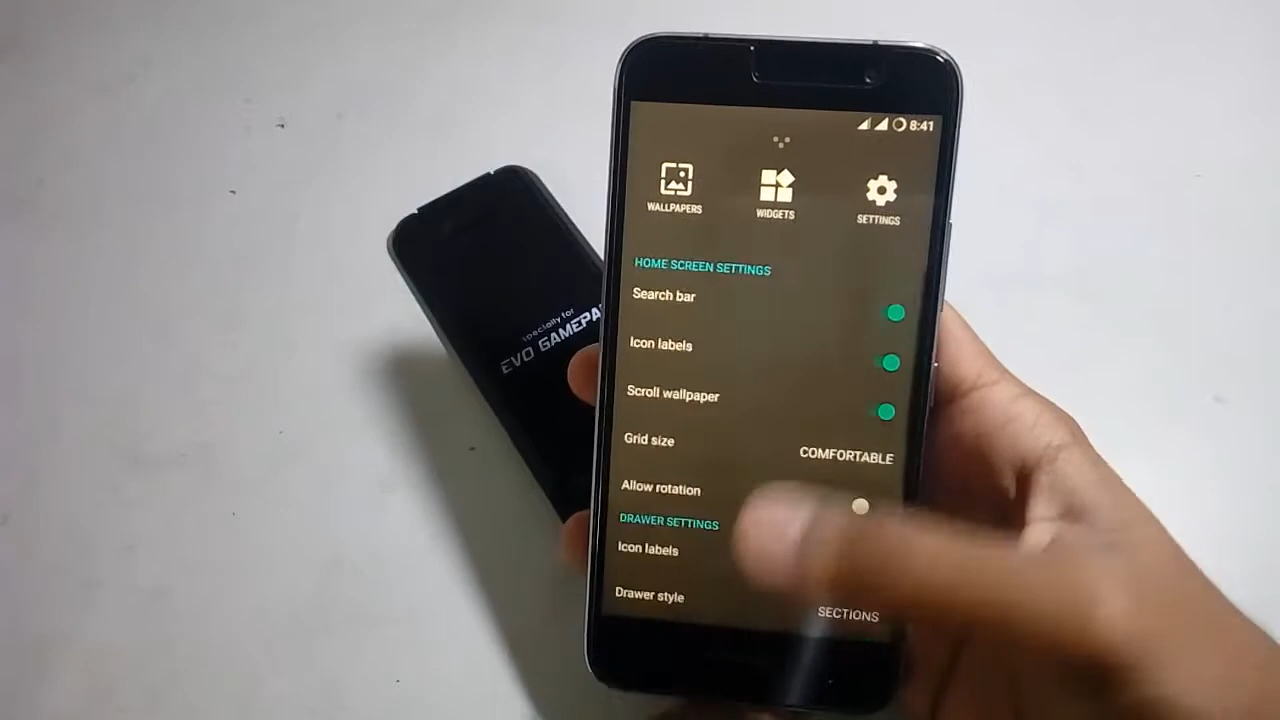 8:41
WALLPAPERS
WIDGETS
SETTINGS
HOME SCREEN SETTINGS
Search bar
Icon labels
Scroll wallpaper
Grid size
COMFORTABLE
Allow rotation
DRAWER SETTINGS
Icon labels
Drawer style
SECTIONS
specially for
EVO